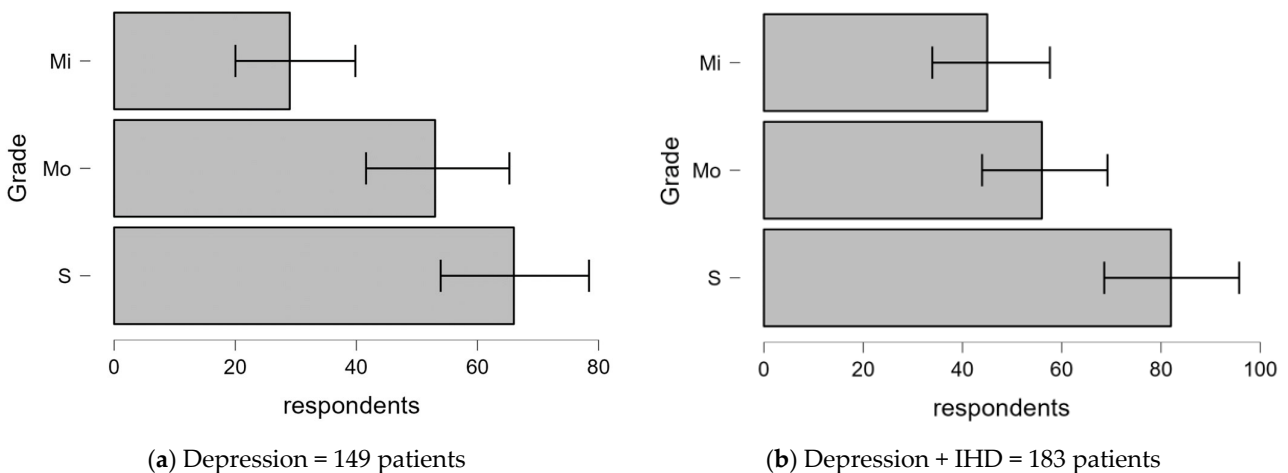 Mi
Mo
S
Grade
0 20 40 60 80
respondents
(a) Depression = 149 patients
Mi
Mo
S
Grade
0 20 40 60 80 100
respondents
(b) Depression + IHD = 183 patients